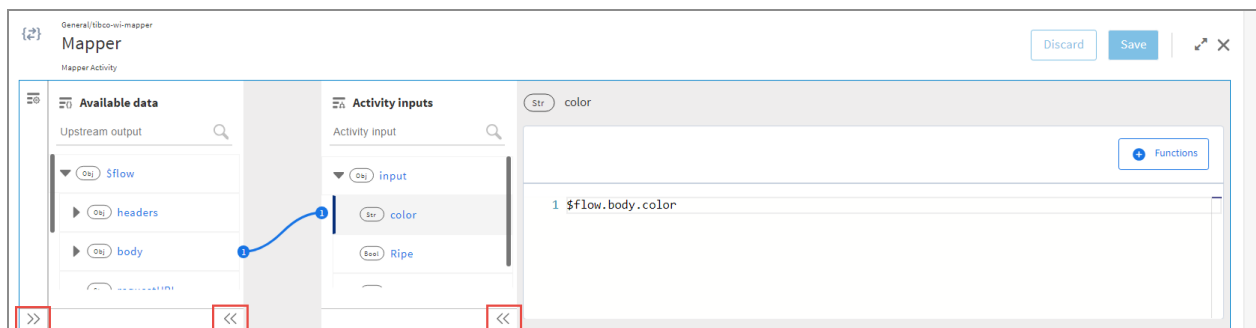 General/tibco-wi-mapper
Mapper
Mapper Activity
Discard
Save
Available data
Activity inputs
Str color
Upstream output
Activity input
Functions
Obj $flow
Obj input
1 $flow.body.color
Obj headers
Str color
1
Obj body
1
Bool Ripe